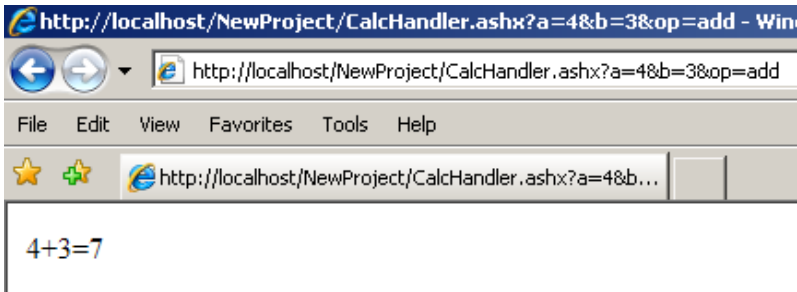 http://localhost/NewProject/CalcHandler.ashx?a=4&b=3&op=add - Win
http://localhost/NewProject/CalcHandler.ashx?a=4&b=3&op=add
File Edit View Favorites Tools Help
http://localhost/NewProject/CalcHandler.ashx?a=4&b...
4+3=7